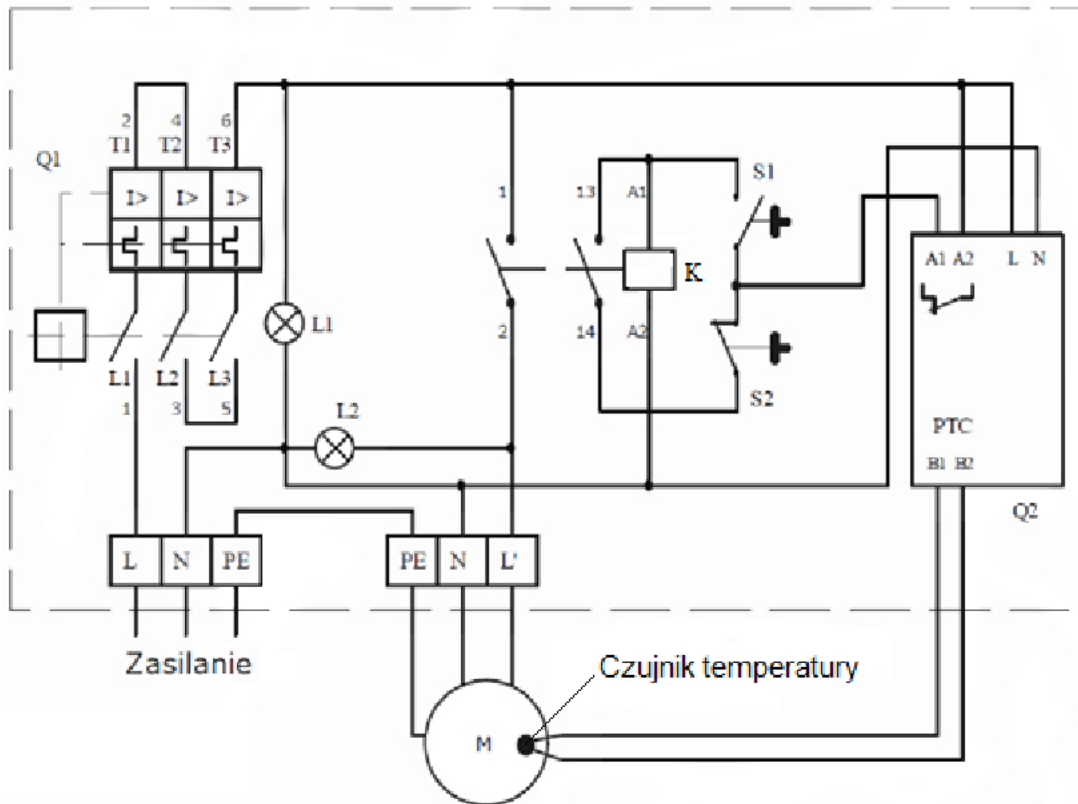 2 4 6
T1 T2 T3
Q1
I> I> I>
1 13 A1 S1
K
A1 A2 L N
L1
2 14 A2
L1 L2 L3
1 3 5
S2
L2
PTC
B1 B2
Q2
L N PE
PE N L'
Zasilanie
Czujnik temperatury
M